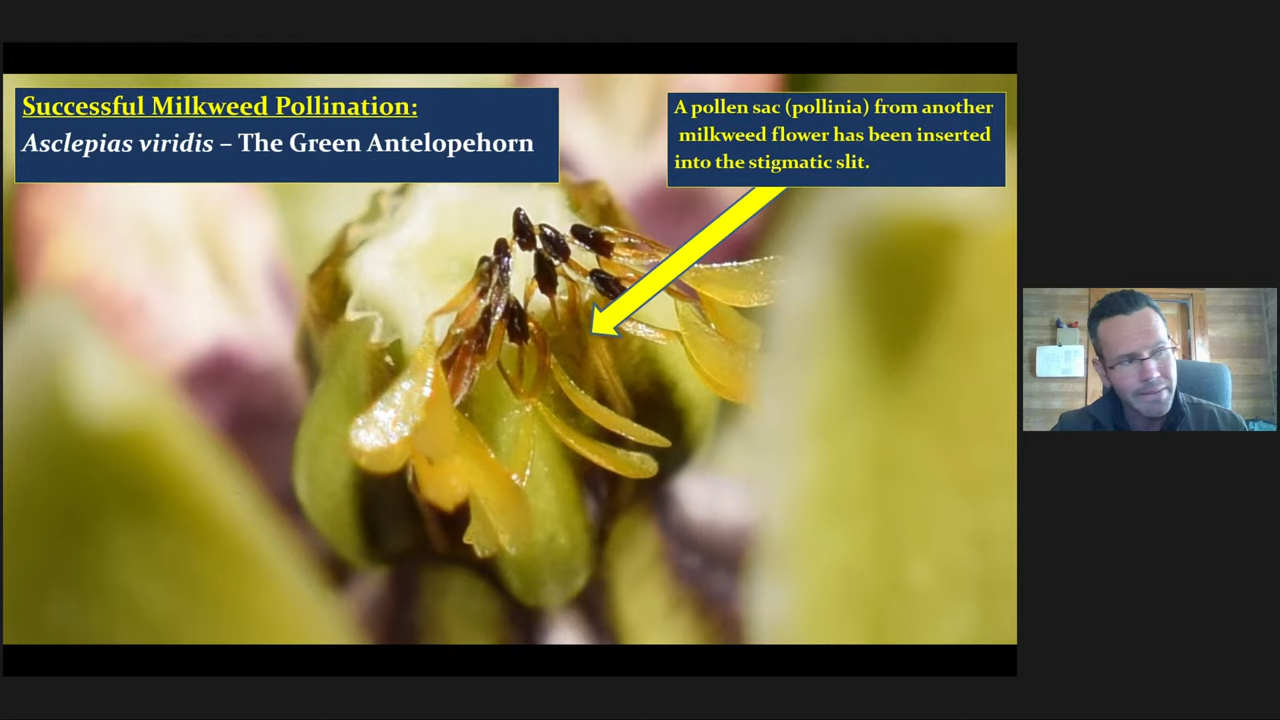 Successful Milkweed Pollination:
Asclepias viridis – The Green Antelopehorn
A pollen sac (pollinia) from another
milkweed flower has been inserted
into the stigmatic slit.